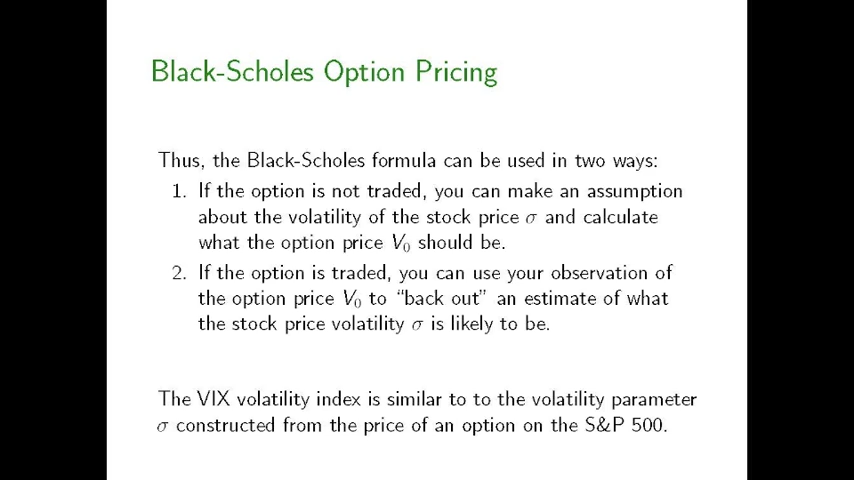 Black-Scholes Option Pricing
Thus, the Black-Scholes formula can be used in two ways:
1. If the option is not traded, you can make an assumption
about the volatility of the stock price σ and calculate
what the option price V₀ should be.
2. If the option is traded, you can use your observation of
the option price V₀ to “back out” an estimate of what
the stock price volatility σ is likely to be.
The VIX volatility index is similar to to the volatility parameter
σ constructed from the price of an option on the S&P 500.